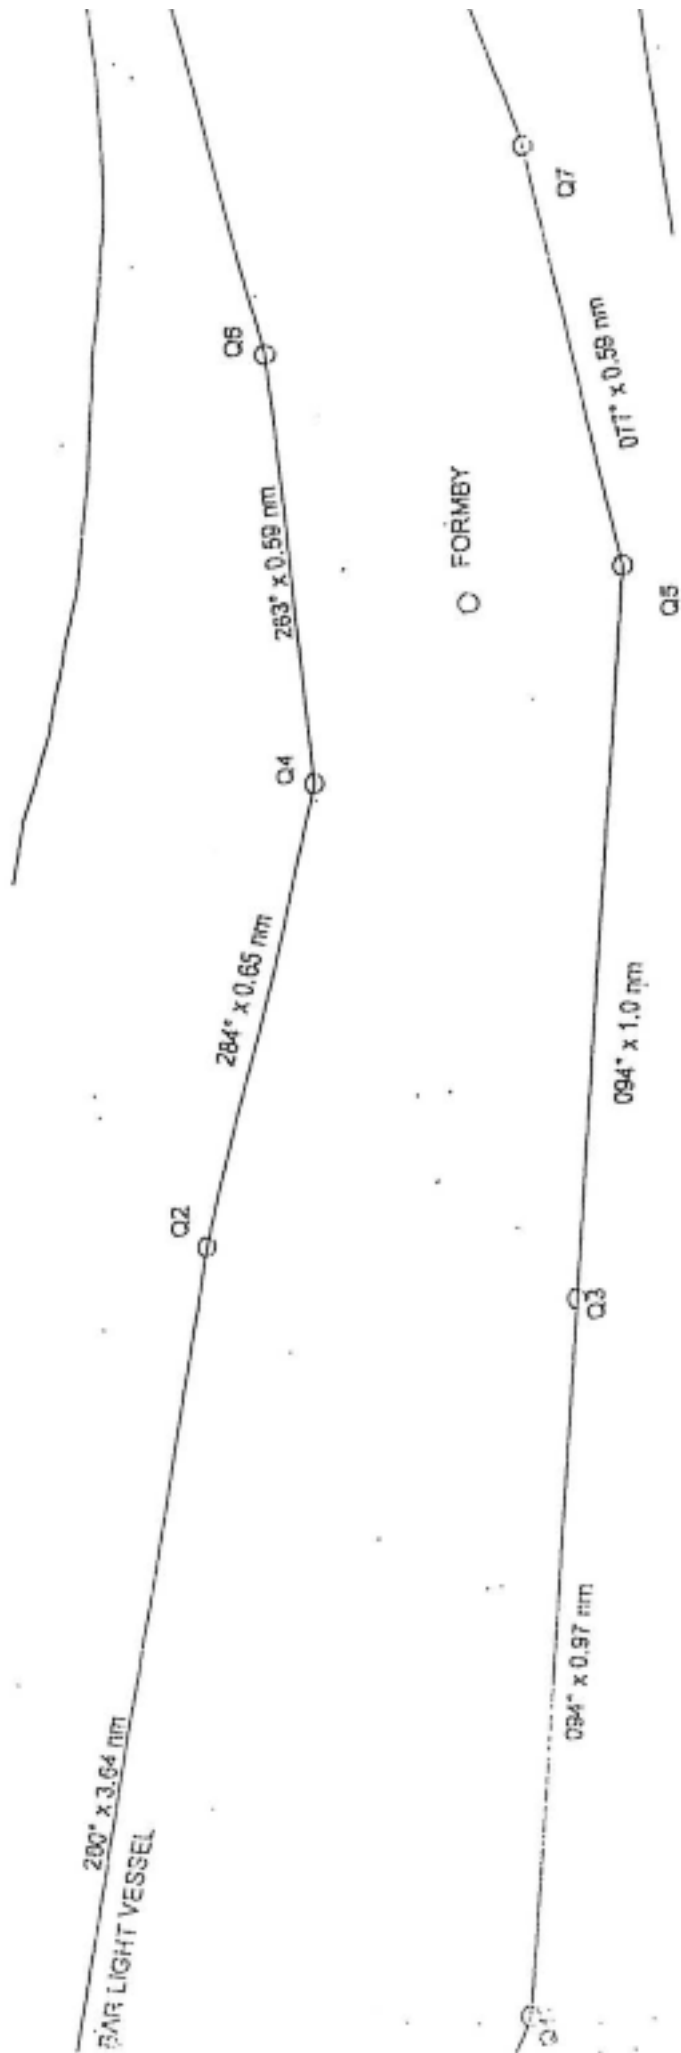 BAR LIGHT VESSEL
280° x 3.64 nm
Q2
284° x 0.65 nm
Q4
263° x 0.59 nm
Q6
FORMBY
Q1
094° x 0.97 nm
Q3
094° x 1.0 nm
Q5
077° x 0.59 nm
Q7